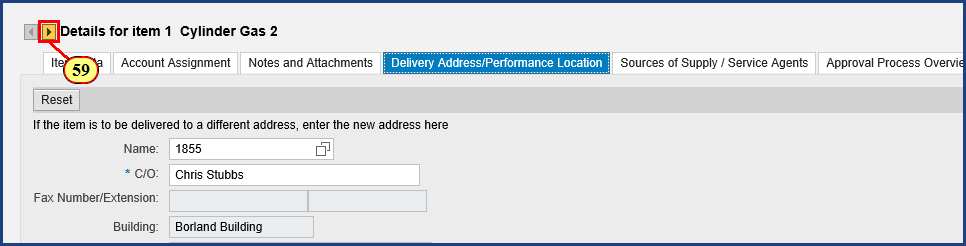 Details for item 1 Cylinder Gas 2
59
Account Assignment Notes and Attachments Delivery Address/Performance Location Sources of Supply / Service Agents Approval Process Overvie
Reset
If the item is to be delivered to a different address, enter the new address here
Name: 1855
* C/O: Chris Stubbs
Fax Number/Extension:
Building: Borland Building